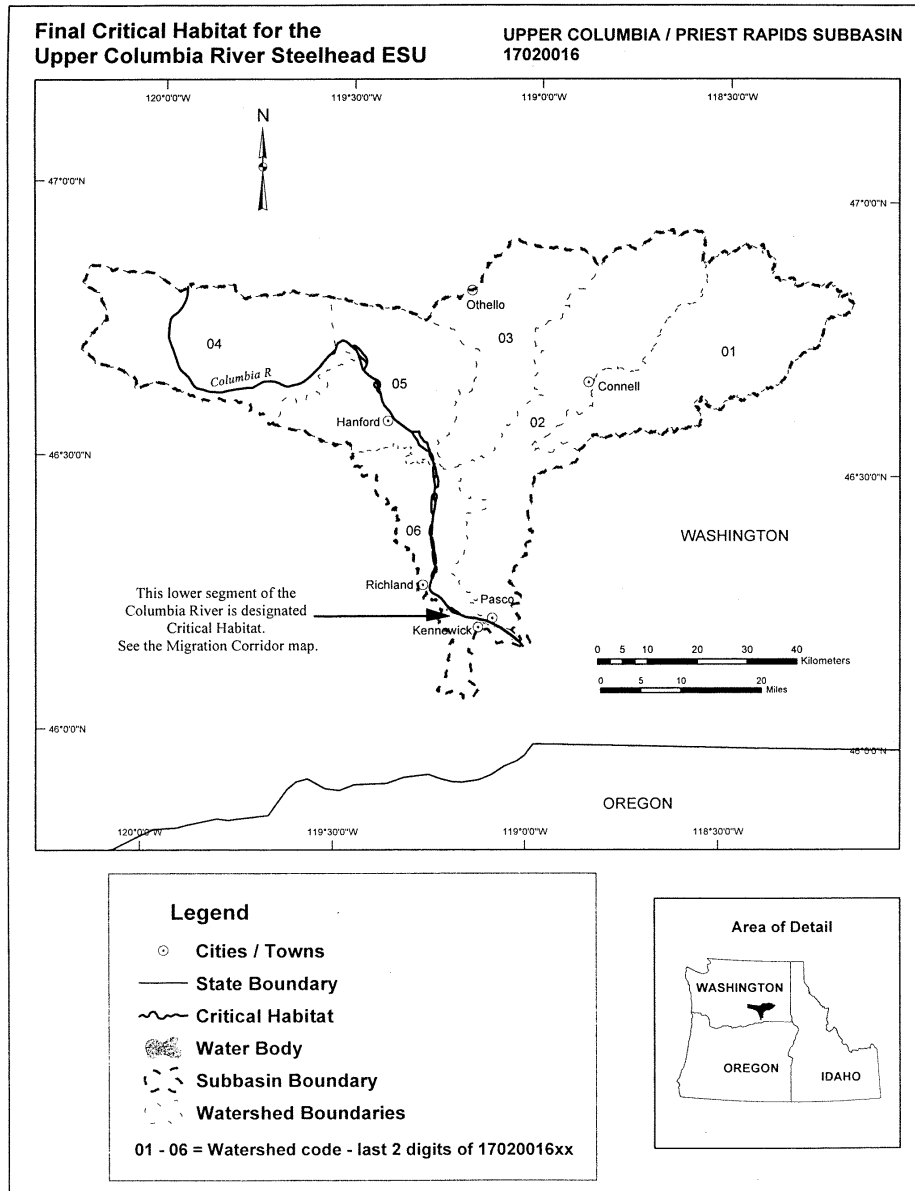 Final Critical Habitat for the
Upper Columbia River Steelhead ESU
UPPER COLUMBIA / PRIEST RAPIDS SUBBASIN
17020016
120°0'0"W
119°30'0"W
119°0'0"W
118°30'0"W
N
47°0'0"N
47°0'0"N
Othello
04
03
01
Columbia R
05
Connell
Hanford
02
46°30'0"N
46°30'0"N
06
WASHINGTON
This lower segment of the
Columbia River is designated
Critical Habitat.
See the Migration Corridor map.
Richland
Pasco
Kennewick
0 5 10 20 30 40
Kilometers
0 5 10 20
Miles
46°0'0"N
46°0'0"N
OREGON
120°0'0"W
119°30'0"W
119°0'0"W
118°30'0"W
Legend
Cities / Towns
State Boundary
Critical Habitat
Water Body
Subbasin Boundary
Watershed Boundaries
01 - 06 = Watershed code - last 2 digits of 17020016xx
Area of Detail
WASHINGTON
OREGON
IDAHO